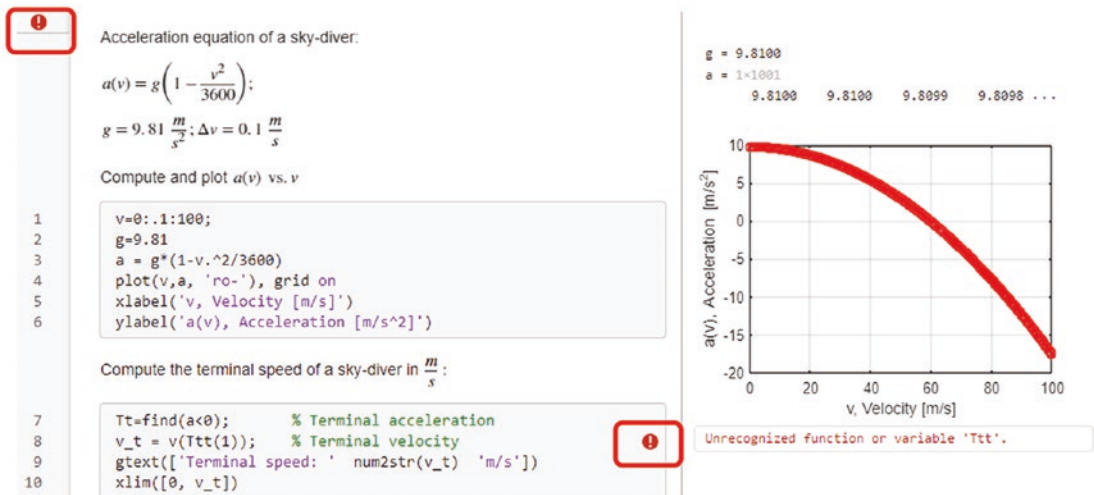 Acceleration equation of a sky-diver:
a(v) = g(1 − v²/3600);
g = 9.81 m/s²; Δv = 0.1 m/s
Compute and plot a(v) vs. v
1 v=0:.1:100;
2 g=9.81
3 a = g*(1-v.^2/3600)
4 plot(v,a, 'ro-'), grid on
5 xlabel('v, Velocity [m/s]')
6 ylabel('a(v), Acceleration [m/s^2]')
Compute the terminal speed of a sky-diver in m/s :
7 Tt=find(a<0); % Terminal acceleration
8 v_t = v(Ttt(1)); % Terminal velocity
9 gtext(['Terminal speed: ' num2str(v_t) 'm/s'])
10 xlim([0, v_t])
g = 9.8100
a = 1×1001
9.8100 9.8100 9.8099 9.8098 ...
10
5
0
-5
-10
-15
-20
a(v), Acceleration [m/s²]
0 20 40 60 80 100
v, Velocity [m/s]
Unrecognized function or variable 'Ttt'.